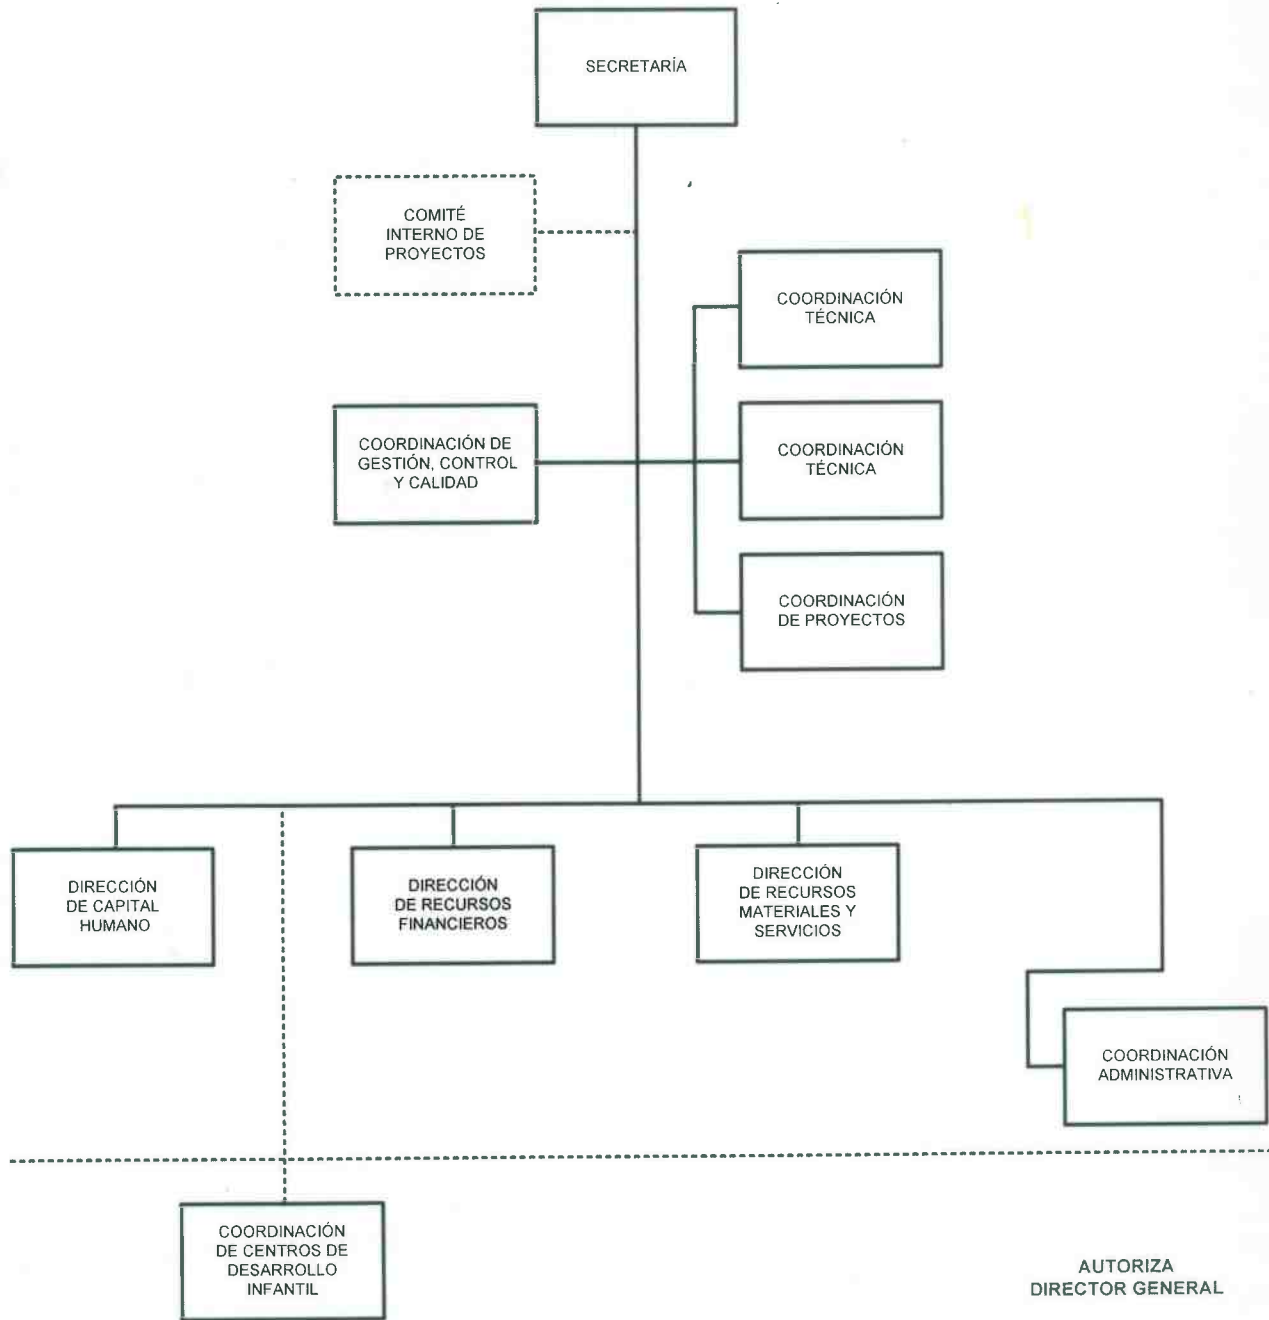 SECRETARÍA
COMITÉ
INTERNO DE
PROYECTOS
COORDINACIÓN
TÉCNICA
COORDINACIÓN DE
GESTIÓN, CONTROL
Y CALIDAD
COORDINACIÓN
TÉCNICA
COORDINACIÓN
DE PROYECTOS
DIRECCIÓN
DE CAPITAL
HUMANO
DIRECCIÓN
DE RECURSOS
FINANCIEROS
DIRECCIÓN
DE RECURSOS
MATERIALES Y
SERVICIOS
COORDINACIÓN
ADMINISTRATIVA
COORDINACIÓN
DE CENTROS DE
DESARROLLO
INFANTIL
AUTORIZA
DIRECTOR GENERAL